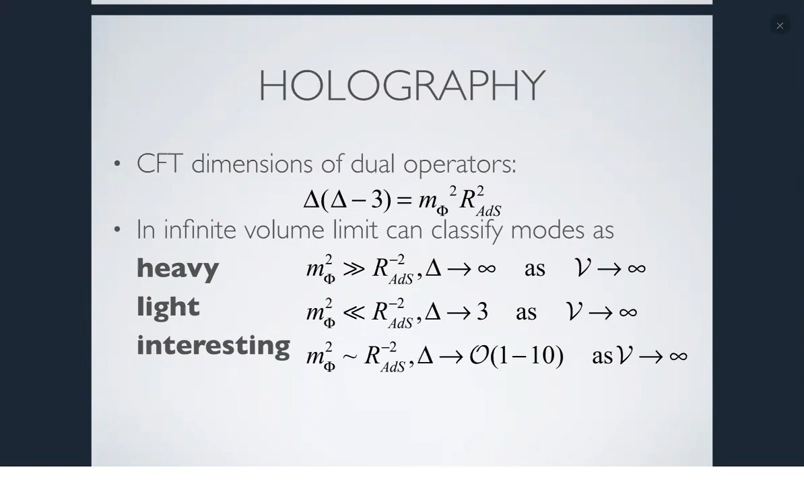 HOLOGRAPHY
• CFT dimensions of dual operators:
Δ(Δ − 3) = m_Φ² R²_AdS
• In infinite volume limit can classify modes as
heavy m²_Φ ≫ R⁻²_AdS, Δ → ∞ as 𝒱 → ∞
light m²_Φ ≪ R⁻²_AdS, Δ → 3 as 𝒱 → ∞
interesting m²_Φ ~ R⁻²_AdS, Δ → 𝒪(1 − 10) as 𝒱 → ∞